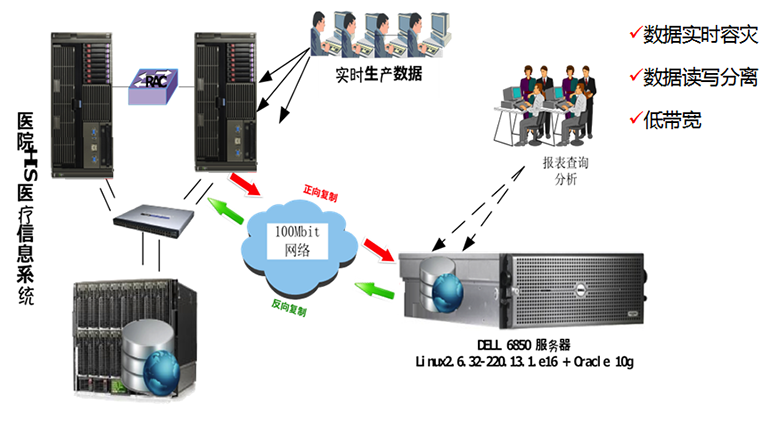 实时生产数据
数据实时容灾
数据读写分离
低带宽
RAC
医院HIS医疗信息系统
报表查询
分析
正向复制
100Mbit
网络
反向复制
DELL 6850 服务器
Linux2.6.32-220.13.1.e16 + Oracle 10g